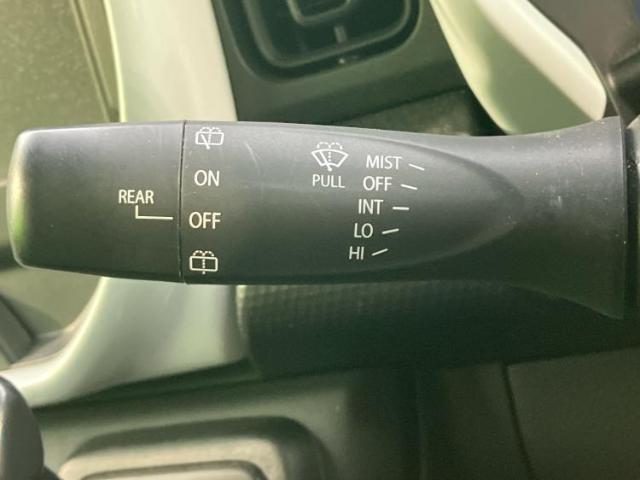 REAR
ON
OFF
PULL
MIST
OFF
INT
LO
HI